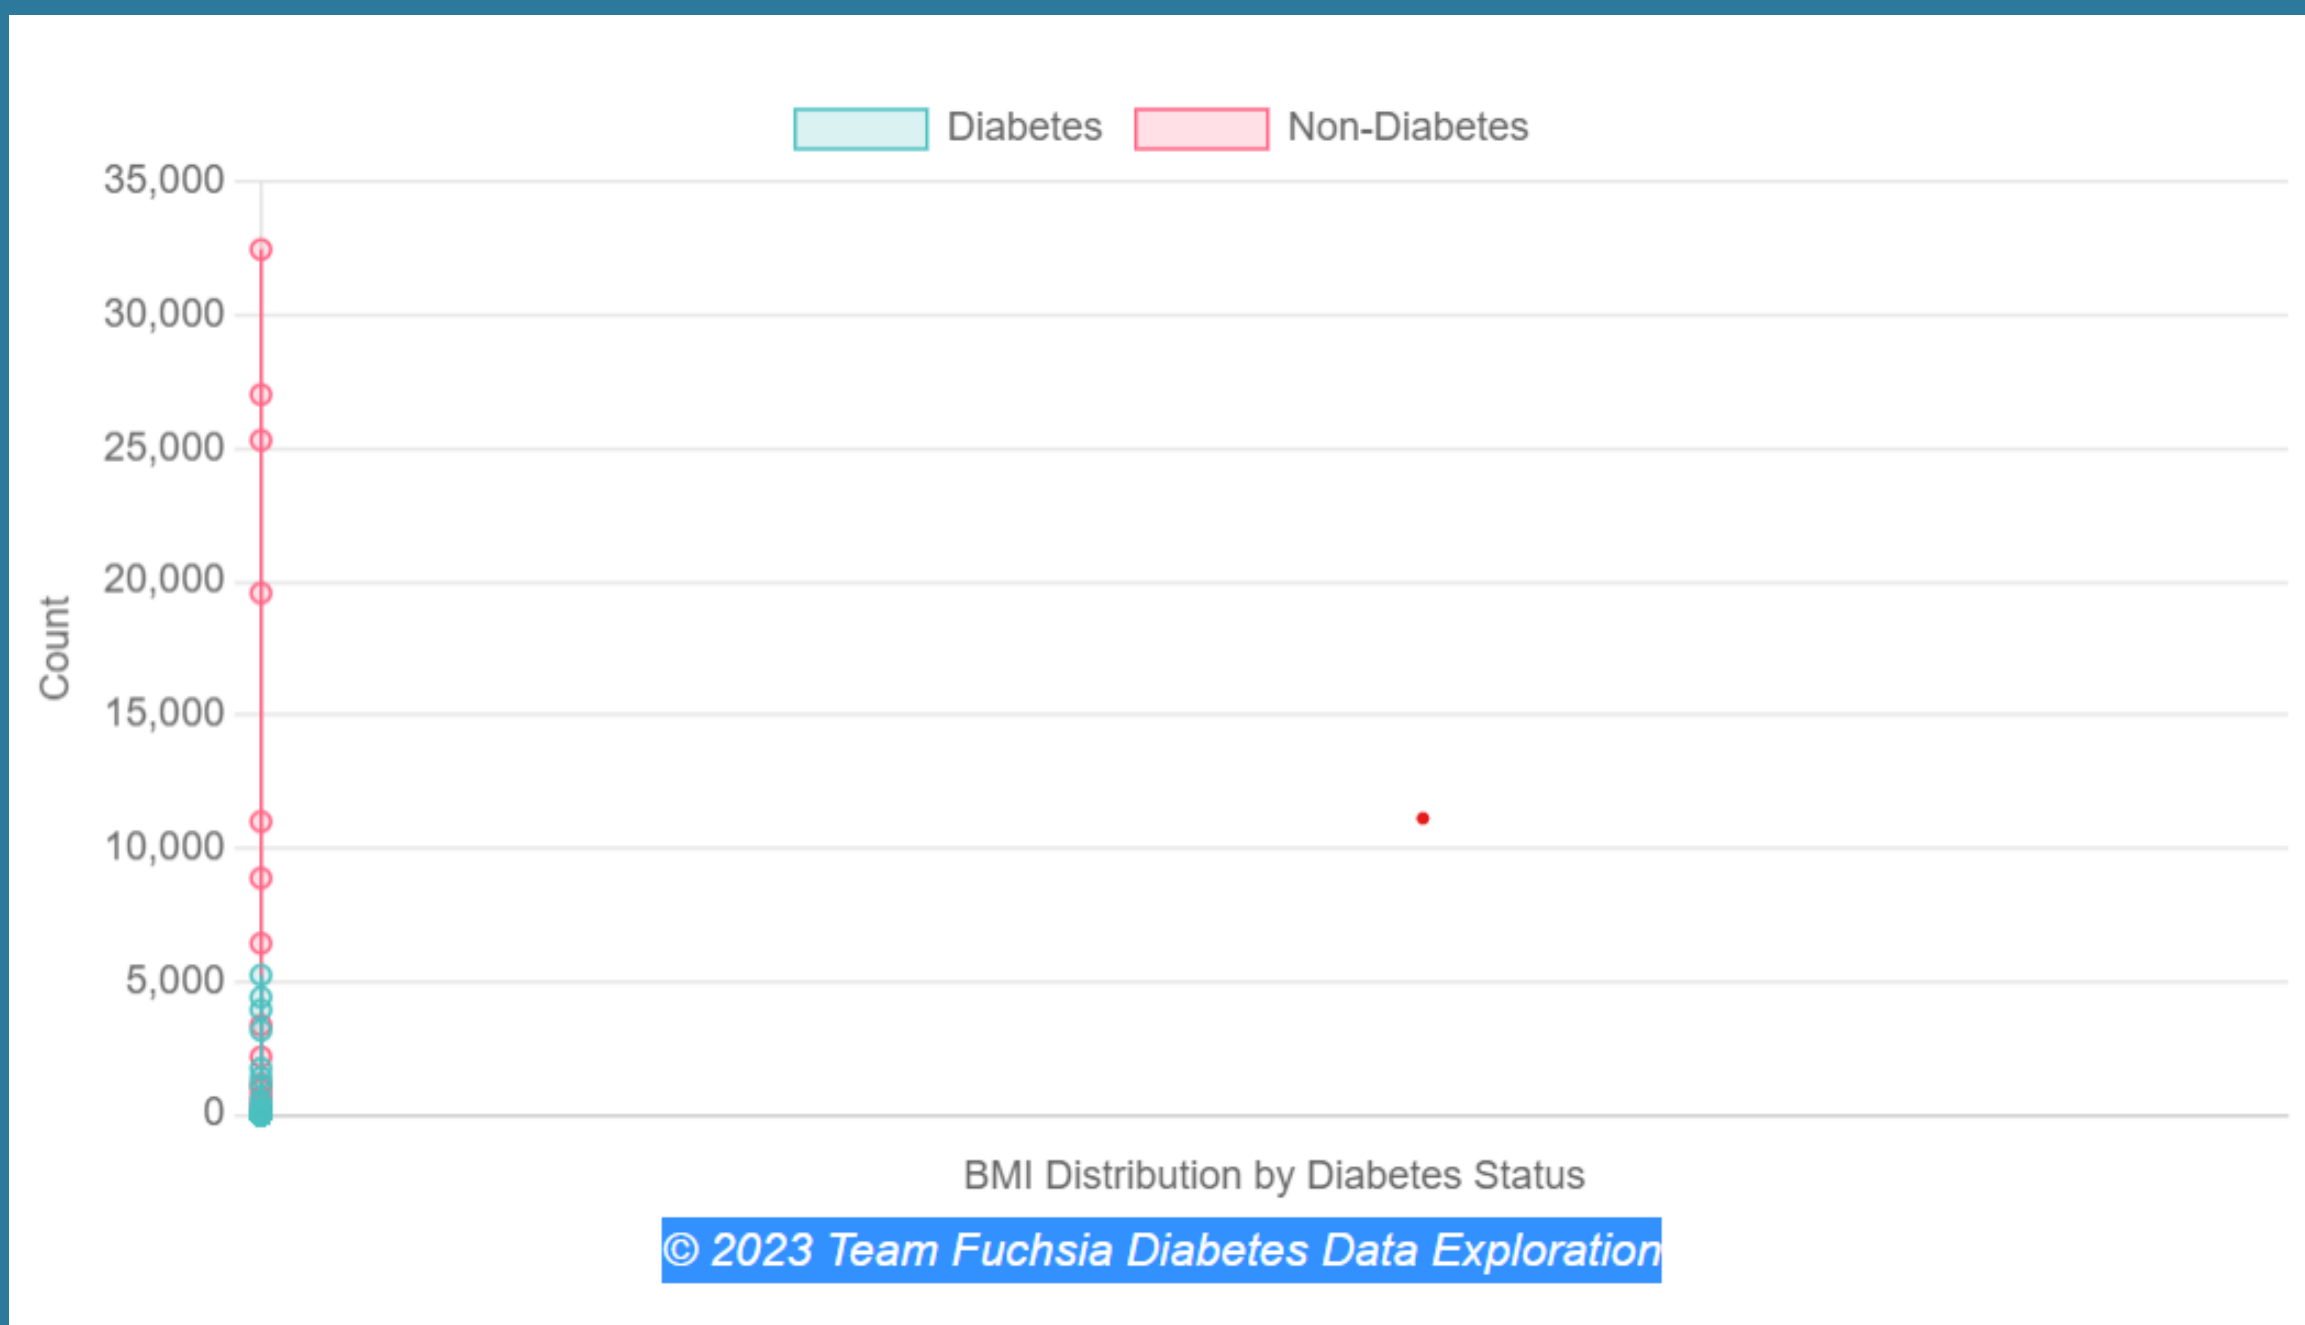 Diabetes Non-Diabetes
35,000
30,000
25,000
20,000
15,000
10,000
5,000
0
Count
BMI Distribution by Diabetes Status
© 2023 Team Fuchsia Diabetes Data Exploration